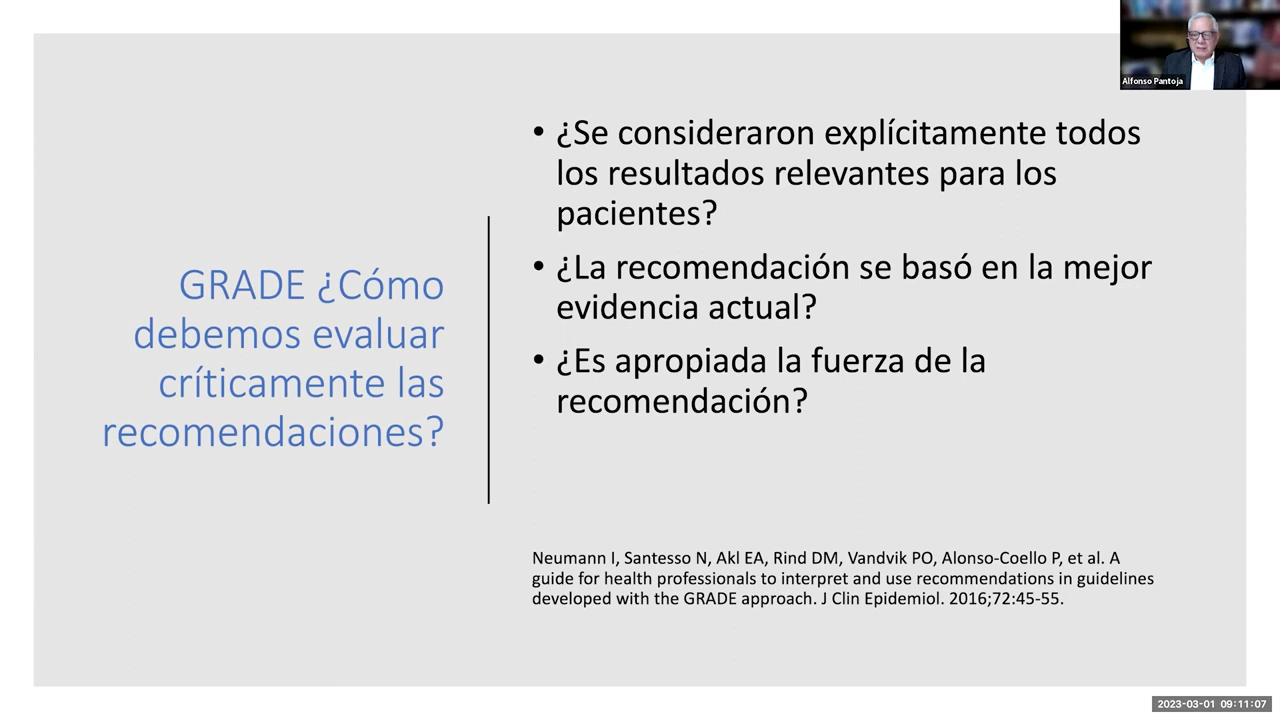 Alfonso Pantoja
GRADE ¿Cómo
debemos evaluar
críticamente las
recomendaciones?
• ¿Se consideraron explícitamente todos
los resultados relevantes para los
pacientes?
• ¿La recomendación se basó en la mejor
evidencia actual?
• ¿Es apropiada la fuerza de la
recomendación?
Neumann I, Santesso N, Akl EA, Rind DM, Vandvik PO, Alonso-Coello P, et al. A
guide for health professionals to interpret and use recommendations in guidelines
developed with the GRADE approach. J Clin Epidemiol. 2016;72:45-55.
2023-03-01 09:11:07